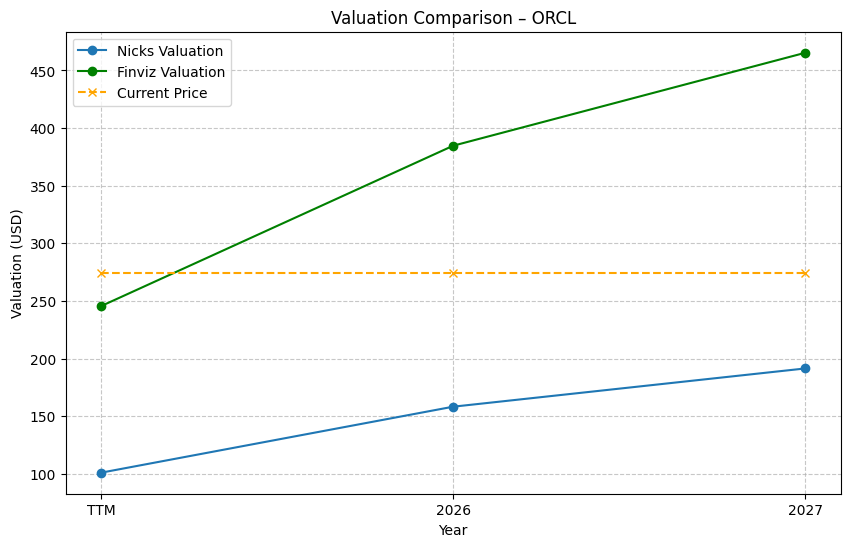 Valuation Comparison – ORCL
Nicks Valuation
Finviz Valuation
Current Price
Valuation (USD)
450
400
350
300
250
200
150
100
TTM
2026
2027
Year